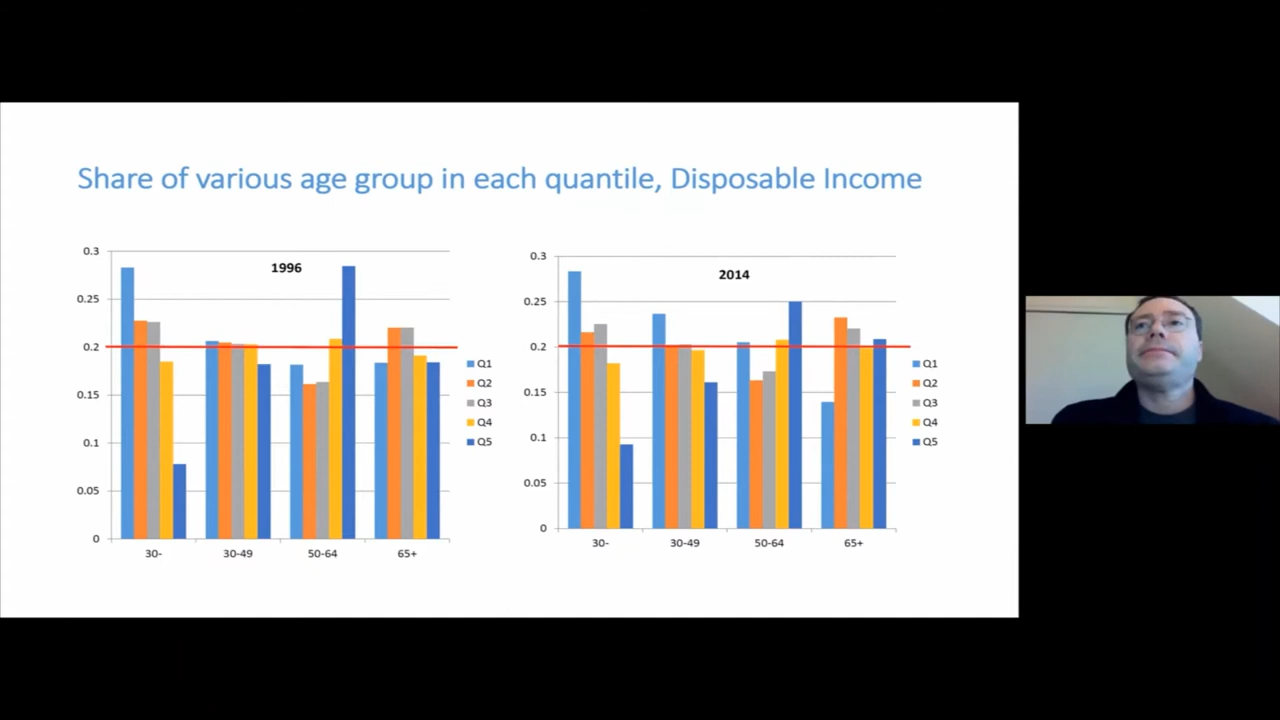 Share of various age group in each quantile, Disposable Income
0.3
0.25
0.2
0.15
0.1
0.05
0
1996
30-
30-49
50-64
65+
Q1
Q2
Q3
Q4
Q5
0.3
0.25
0.2
0.15
0.1
0.05
0
2014
30-
30-49
50-64
65+
Q1
Q2
Q3
Q4
Q5